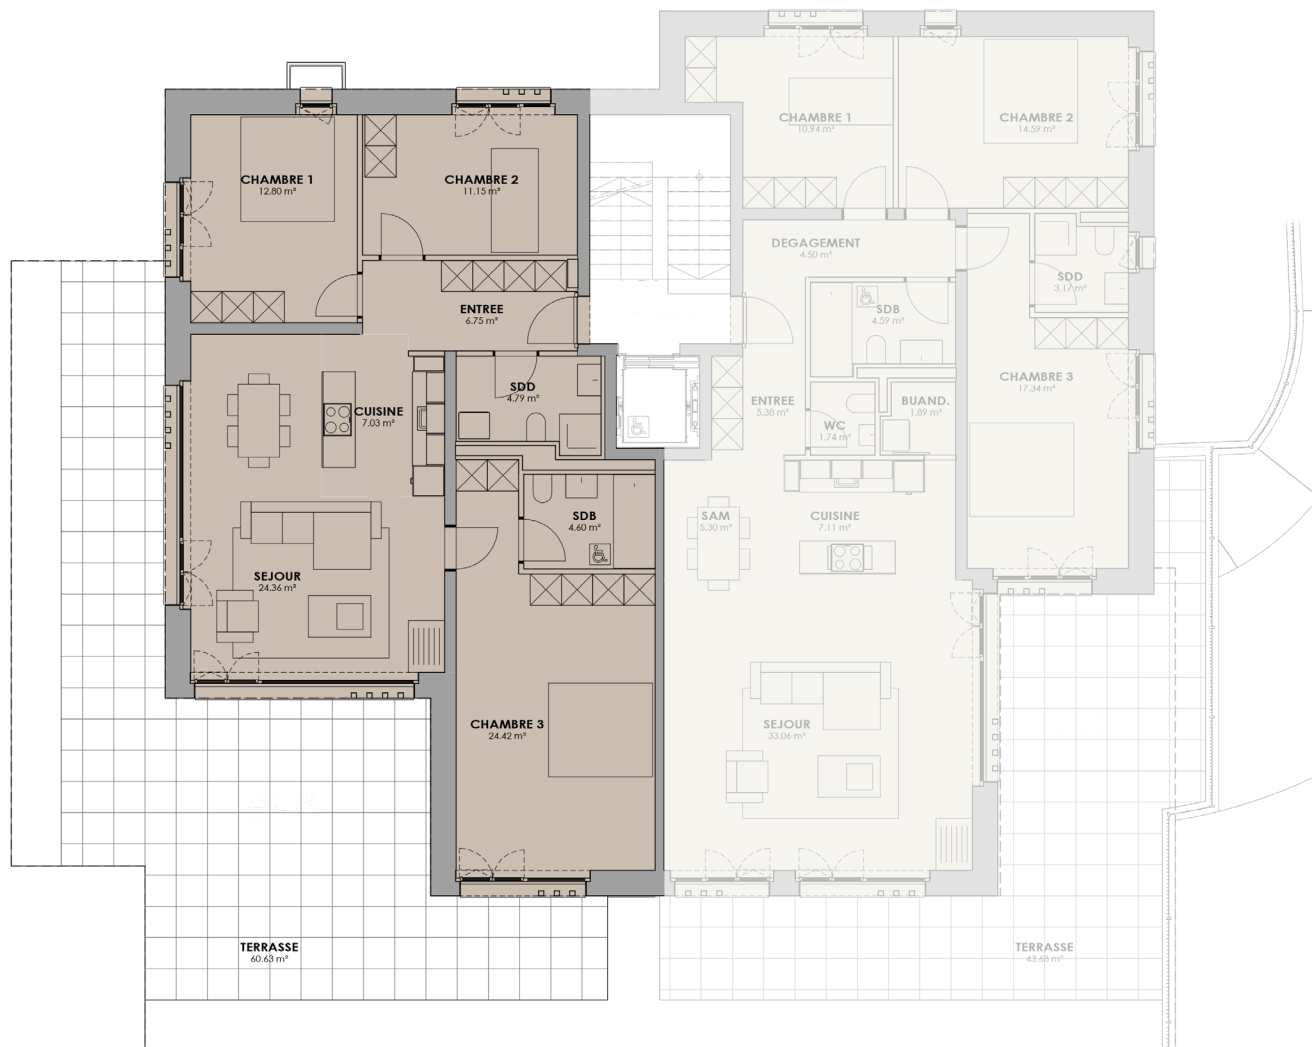 CHAMBRE 1
12.80 m²
CHAMBRE 2
11.15 m²
ENTREE
6.75 m²
SDD
4.79 m²
CUISINE
7.03 m²
SDB
4.60 m²
SEJOUR
24.36 m²
CHAMBRE 3
24.42 m²
TERRASSE
60.63 m²
CHAMBRE 1
10.94 m²
CHAMBRE 2
14.59 m²
DEGAGEMENT
4.50 m²
SDD
3.17 m²
SDB
4.59 m²
CHAMBRE 3
17.34 m²
ENTREE
5.38 m²
BUAND.
1.89 m²
WC
1.74 m²
SAM
5.30 m²
CUISINE
7.11 m²
SEJOUR
33.06 m²
TERRASSE
43.68 m²